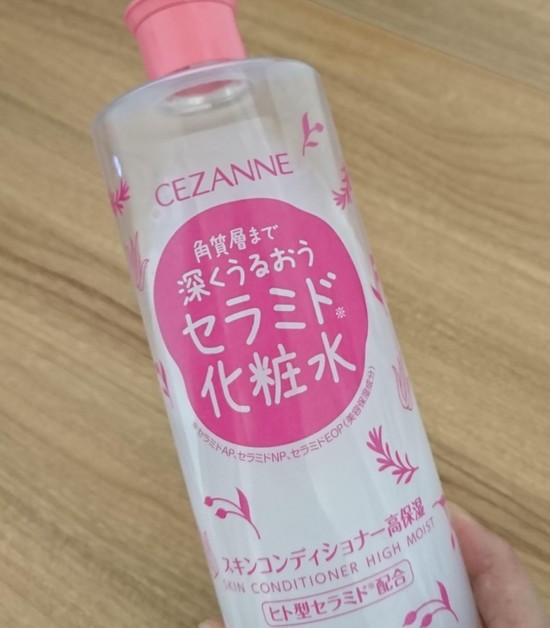 CEZANNE
角質層まで
深くうるおう
セラミド※
化粧水
※セラミドAP、セラミドNP、セラミドEOP（美容保湿成分）
スキンコンディショナー高保湿
SKIN CONDITIONER HIGH MOIST
ヒト型セラミド※配合